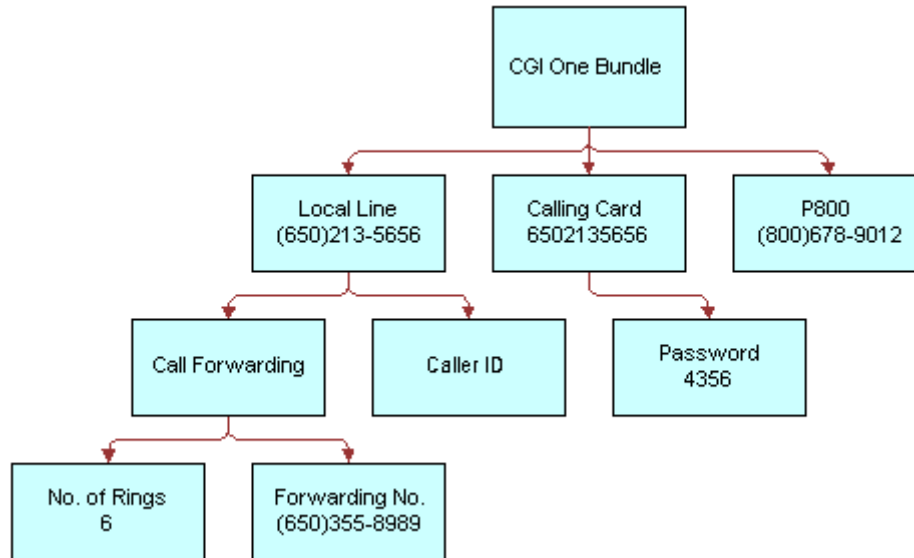 CGI One Bundle
Local Line
(650)213-5656
Calling Card
6502135656
P800
(800)678-9012
Call Forwarding
Caller ID
Password
4356
No. of Rings
6
Forwarding No.
(650)355-8989